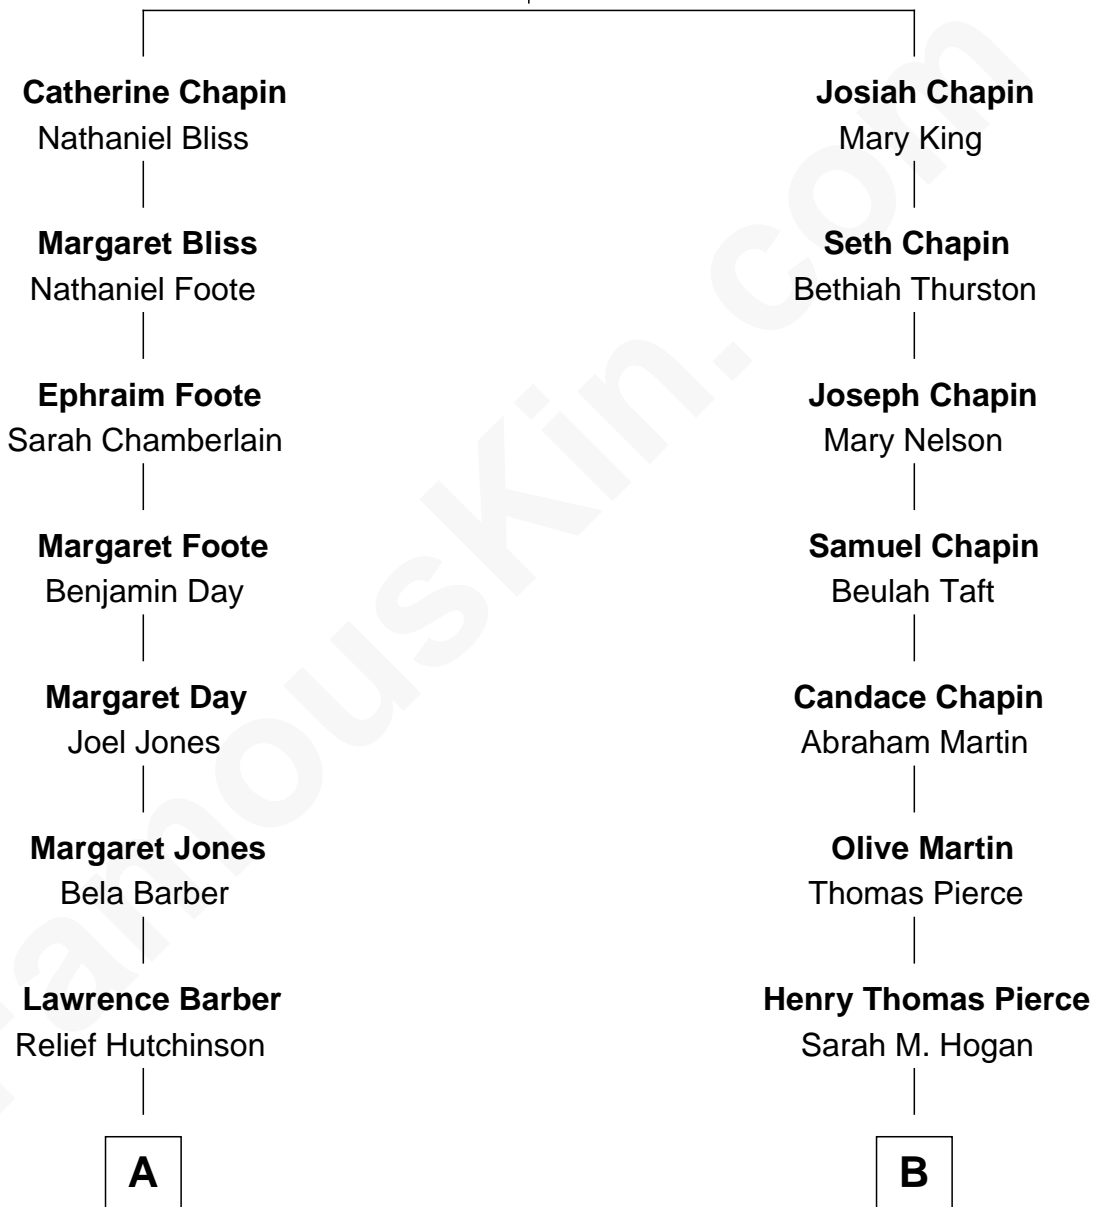 Catherine Chapin
Nathaniel Bliss
Margaret Bliss
Nathaniel Foote
Ephraim Foote
Sarah Chamberlain
Margaret Foote
Benjamin Day
Margaret Day
Joel Jones
Margaret Jones
Bela Barber
Lawrence Barber
Relief Hutchinson
A
Josiah Chapin
Mary King
Seth Chapin
Bethiah Thurston
Joseph Chapin
Mary Nelson
Samuel Chapin
Beulah Taft
Candace Chapin
Abraham Martin
Olive Martin
Thomas Pierce
Henry Thomas Pierce
Sarah M. Hogan
B
FamousKin.com